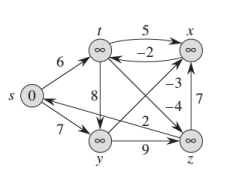 t 5 x
∞ −2 ∞
6
s 0 8 −3 7
−4
7 2
∞ 9 ∞
y z